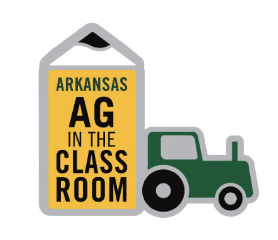 ARKANSAS
AG
IN THE
CLASS
ROOM